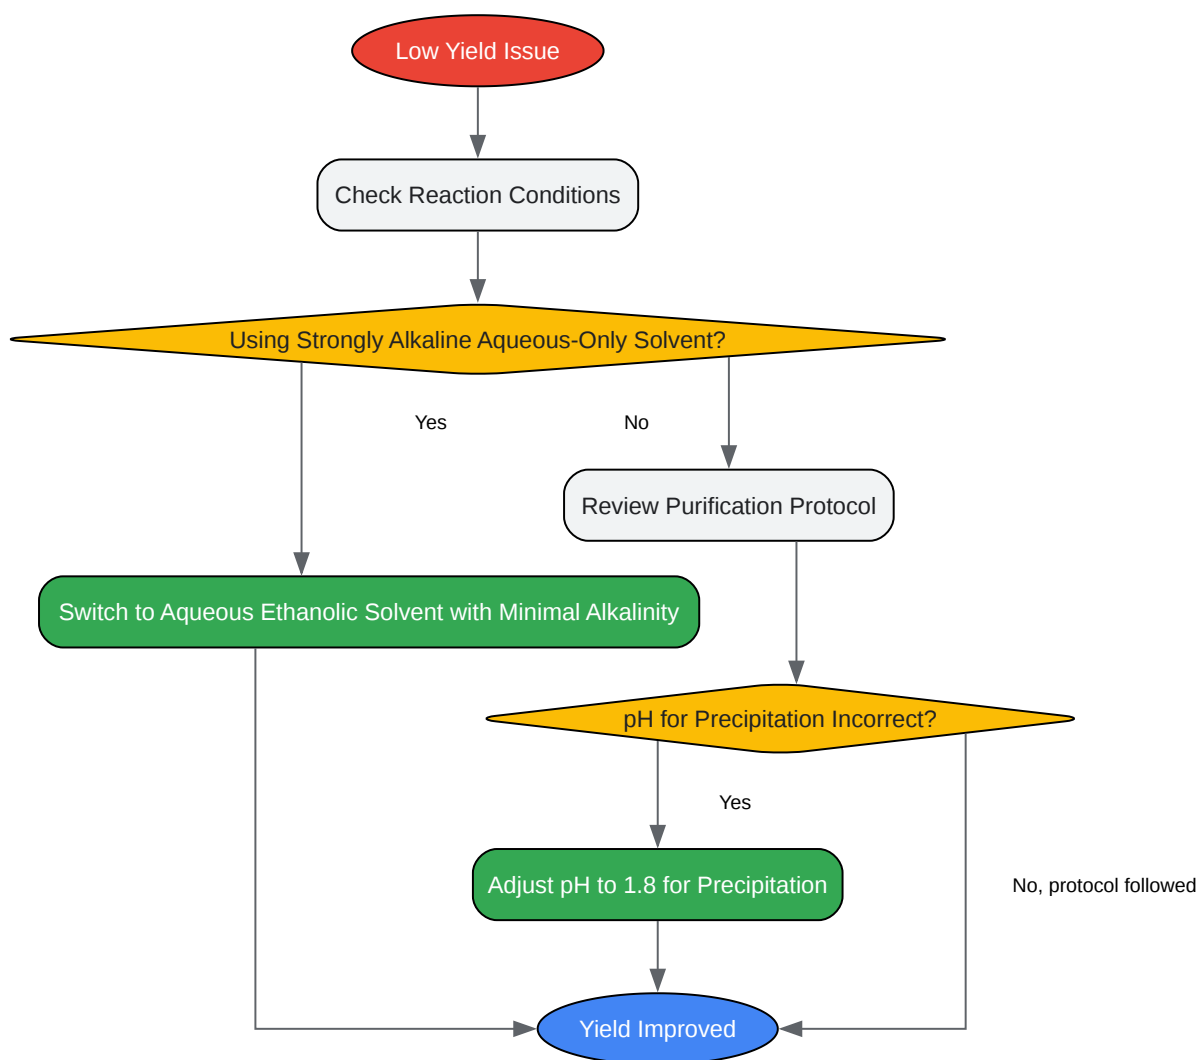 Low Yield Issue
Check Reaction Conditions
Using Strongly Alkaline Aqueous-Only Solvent?
Yes
No
Review Purification Protocol
Switch to Aqueous Ethanolic Solvent with Minimal Alkalinity
pH for Precipitation Incorrect?
Yes
Adjust pH to 1.8 for Precipitation
No, protocol followed
Yield Improved